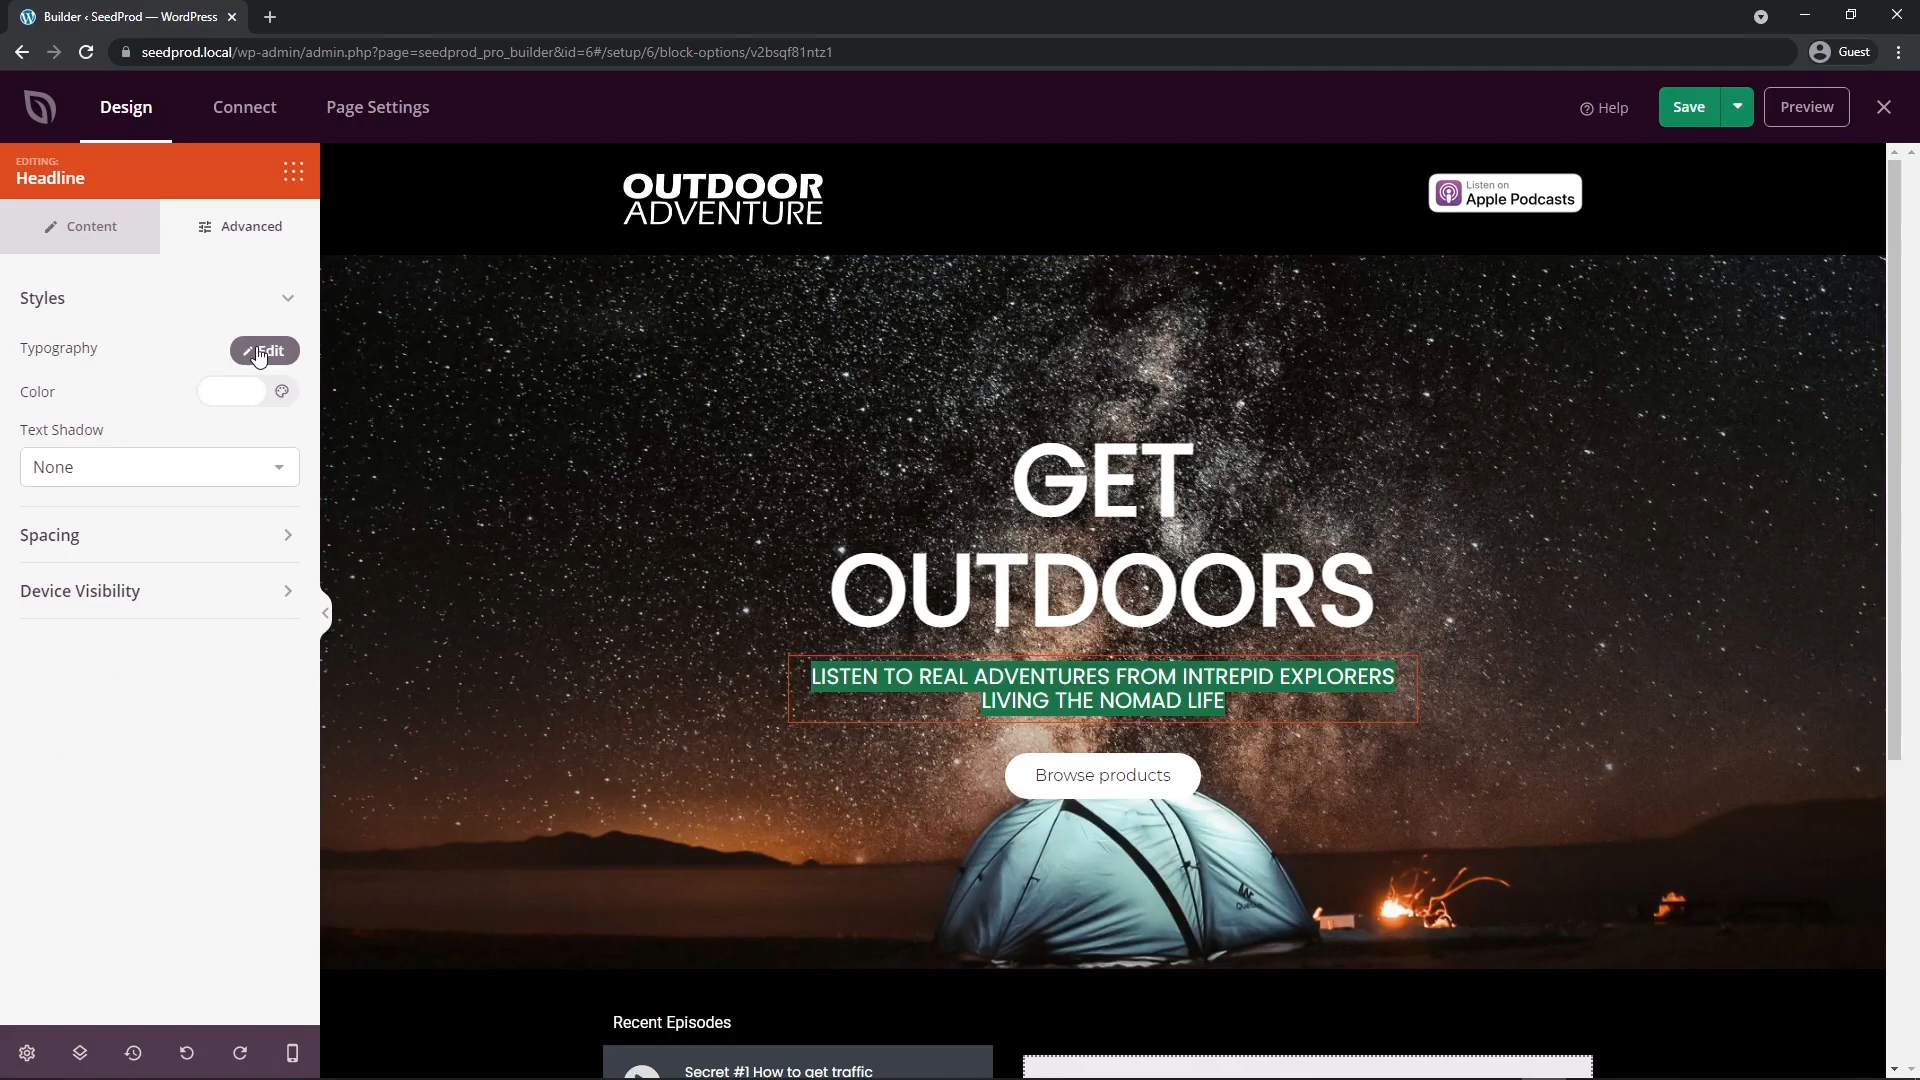 Builder ‹ SeedProd — WordPress
seedprod.local/wp-admin/admin.php?page=seedprod_pro_builder&id=6#/setup/6/block-options/v2bsqf81ntz1
Guest
Design
Connect
Page Settings
Help
Save
Preview
EDITING:
Headline
Content
Advanced
Styles
Typography
Edit
Color
Text Shadow
None
Spacing
Device Visibility
OUTDOOR
ADVENTURE
Listen on
Apple Podcasts
GET
OUTDOORS
LISTEN TO REAL ADVENTURES FROM INTREPID EXPLORERS
LIVING THE NOMAD LIFE
Browse products
Recent Episodes
Secret #1 How to get traffic